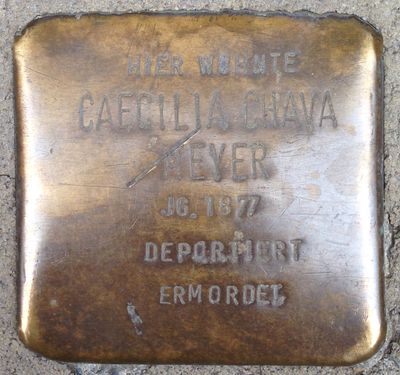 HIER WOHNTE
CAECILIA CHAVA
MEYER
JG. 1877
DEPORTIERT
ERMORDET